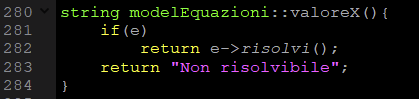 280 string modelEquazioni::valoreX(){
281 if(e)
282 return e->risolvi();
283 return "Non risolvibile";
284 }